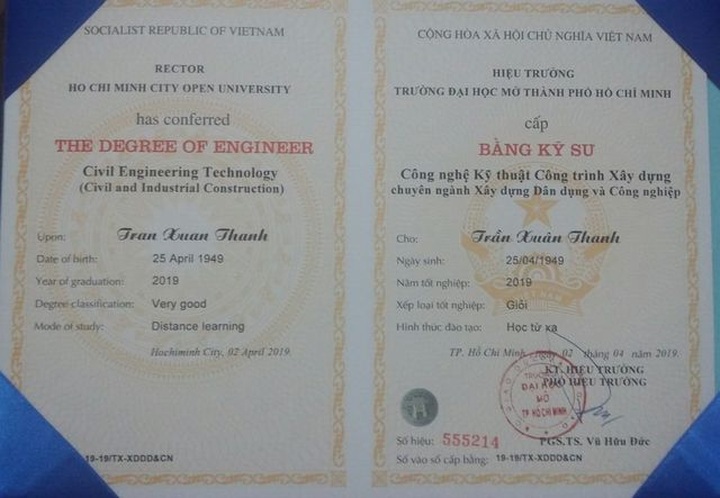 SOCIALIST REPUBLIC OF VIETNAM
RECTOR
HO CHI MINH CITY OPEN UNIVERSITY
has conferred
THE DEGREE OF ENGINEER
Civil Engineering Technology
(Civil and Industrial Construction)
Upon: Tran Xuan Thanh
Date of birth: 25 April 1949
Year of graduation: 2019
Degree classification: Very good
Mode of study: Distance learning
Hochiminh City, 02 April 2019
19-19/TX-XDDD&CN
CỘNG HÒA XÃ HỘI CHỦ NGHĨA VIỆT NAM
HIỆU TRƯỞNG
TRƯỜNG ĐẠI HỌC MỞ THÀNH PHỐ HỒ CHÍ MINH
cấp
BẰNG KỸ SƯ
Công nghệ Kỹ thuật Công trình Xây dựng
chuyên ngành Xây dựng Dân dụng và Công nghiệp
Cho: Trần Xuân Thanh
Ngày sinh: 25/04/1949
Năm tốt nghiệp: 2019
Xếp loại tốt nghiệp: Giỏi
Hình thức đào tạo: Học từ xa
TP. Hồ Chí Minh, ngày 02 tháng 04 năm 2019.
KT.HIỆU TRƯỞNG
PHÓ HIỆU TRƯỞNG
ĐẠI HỌC
MỞ
TP HỒ CHÍ MINH
Số hiệu: 555214
PGS.TS. Vũ Hữu Đức
Số vào sổ cấp bằng: 19-19/TX-XDDD&CN